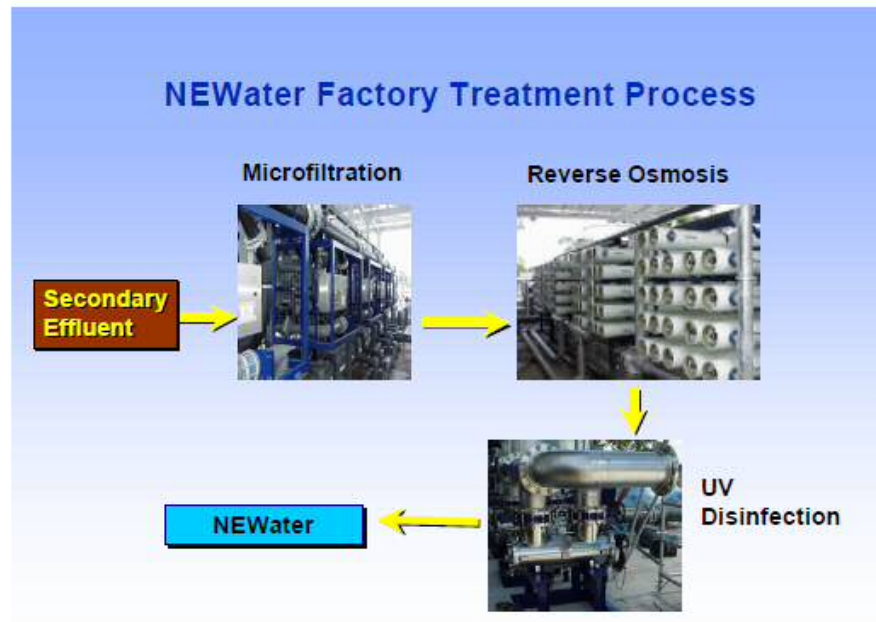 NEWater Factory Treatment Process
Microfiltration
Reverse Osmosis
Secondary
Effluent
UV
Disinfection
NEWater